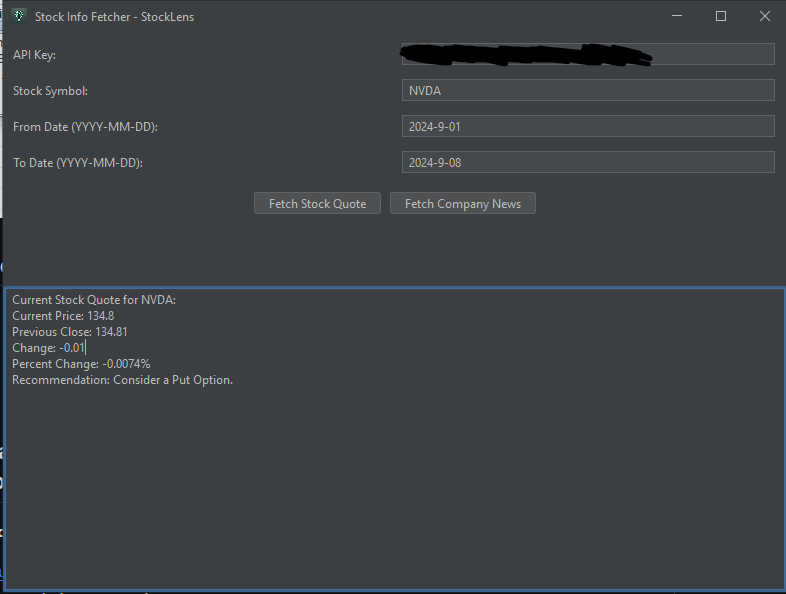 Stock Info Fetcher - StockLens
API Key:
Stock Symbol: NVDA
From Date (YYYY-MM-DD): 2024-9-01
To Date (YYYY-MM-DD): 2024-9-08
Fetch Stock Quote Fetch Company News
Current Stock Quote for NVDA:
Current Price: 134.8
Previous Close: 134.81
Change: -0.01
Percent Change: -0.0074%
Recommendation: Consider a Put Option.